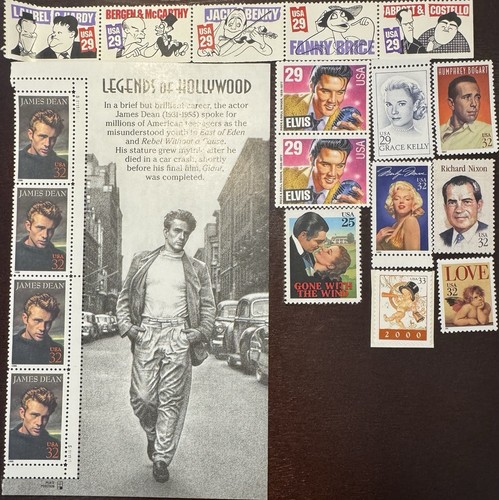 LAUREL & HARDY
USA
29
BERGEN & McCARTHY
USA
29
JACK BENNY
USA
29
FANNY BRICE
USA
29
ABBOTT & COSTELLO
USA
29
JAMES DEAN
USA
32
JAMES DEAN
USA
32
JAMES DEAN
USA
32
JAMES DEAN
USA
32
LEGENDS OF HOLLYWOOD
In a brief but brilliant career, the actor
James Dean (1931-1955) spoke for
millions of American teenagers as the
misunderstood youth in East of Eden
and Rebel Without a Cause.
His stature grew mythic after he
died in a car crash, shortly
before his final film, Giant,
was completed.
29
USA
ELVIS
29
USA
ELVIS
USA
29
GRACE KELLY
HUMPHREY BOGART
USA
32
USA
25
GONE WITH
THE WIND
Marilyn Monroe
USA
32
Richard Nixon
USA
32
33
2000
LOVE
USA
32